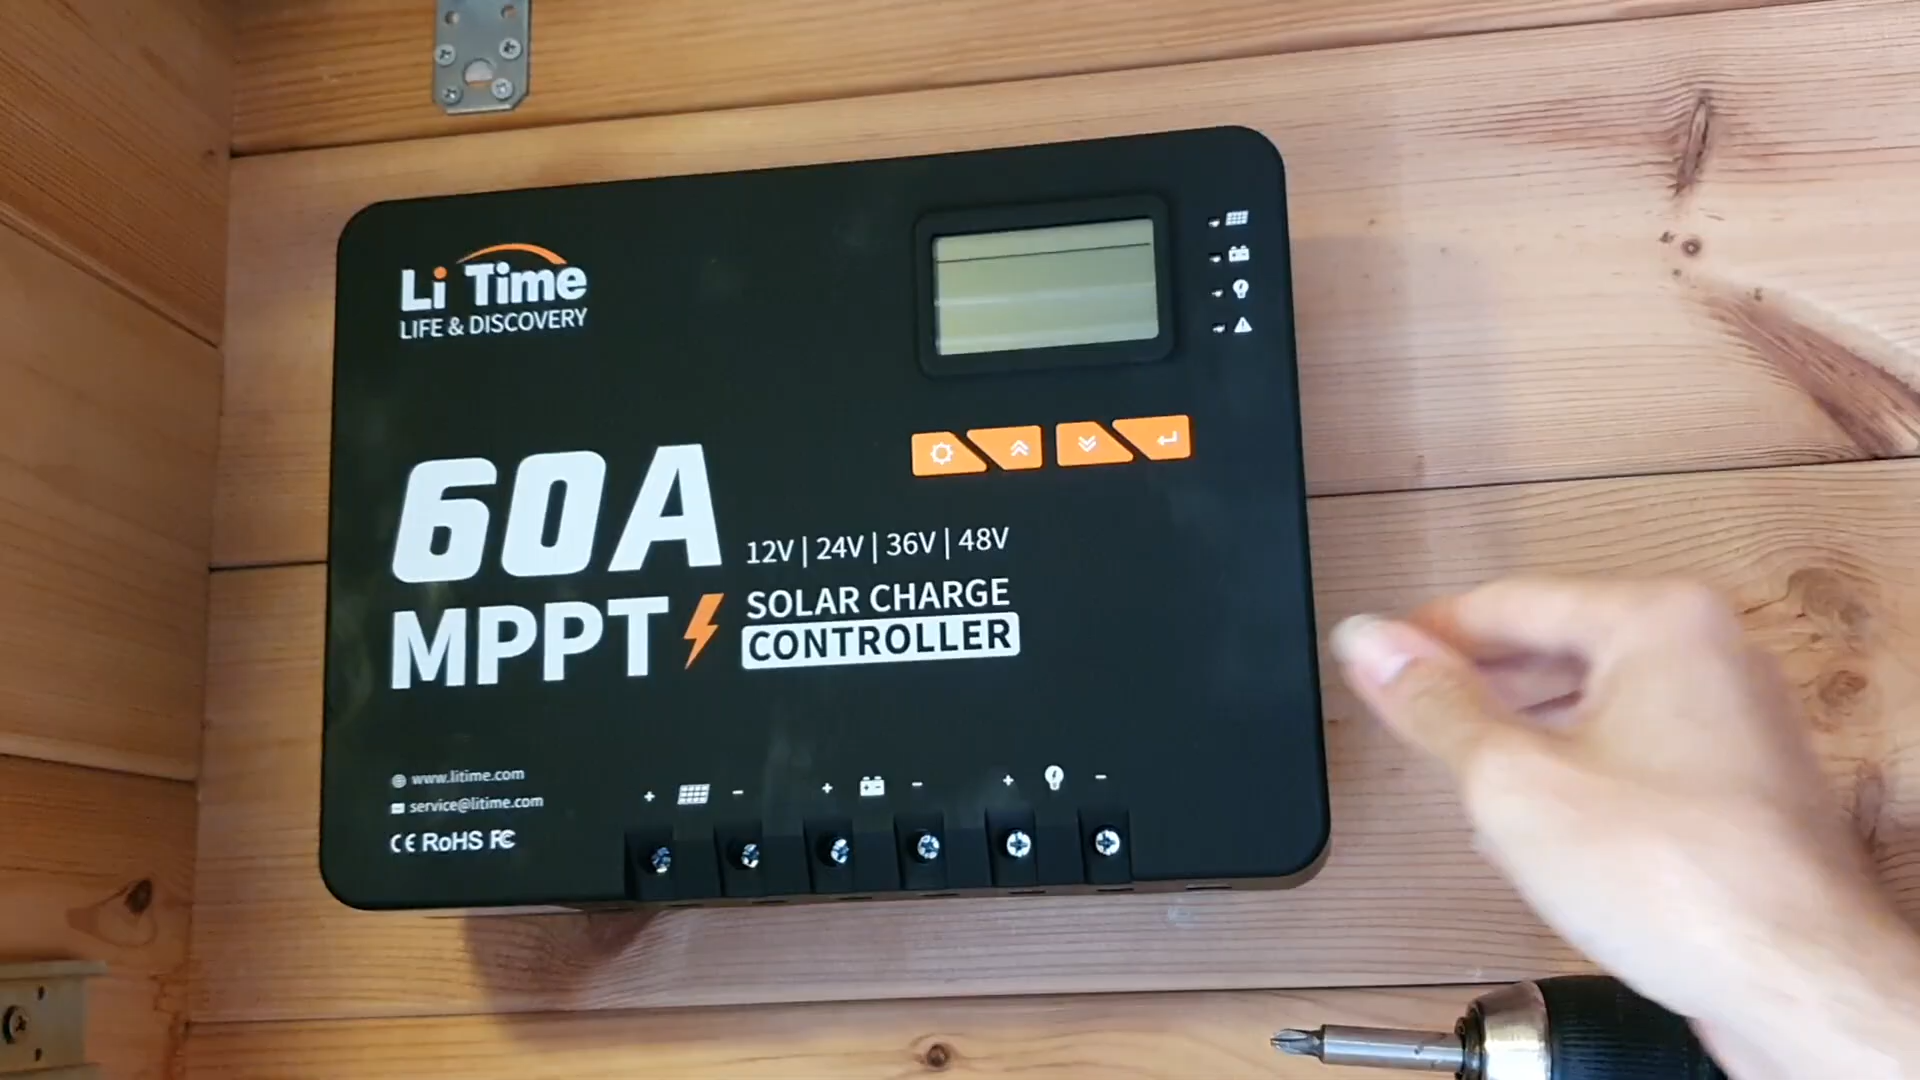 Li Time
LIFE & DISCOVERY
60A
12V | 24V | 36V | 48V
MPPT
SOLAR CHARGE
CONTROLLER
www.litime.com
service@litime.com
+ - + - + -
CE RoHS FC